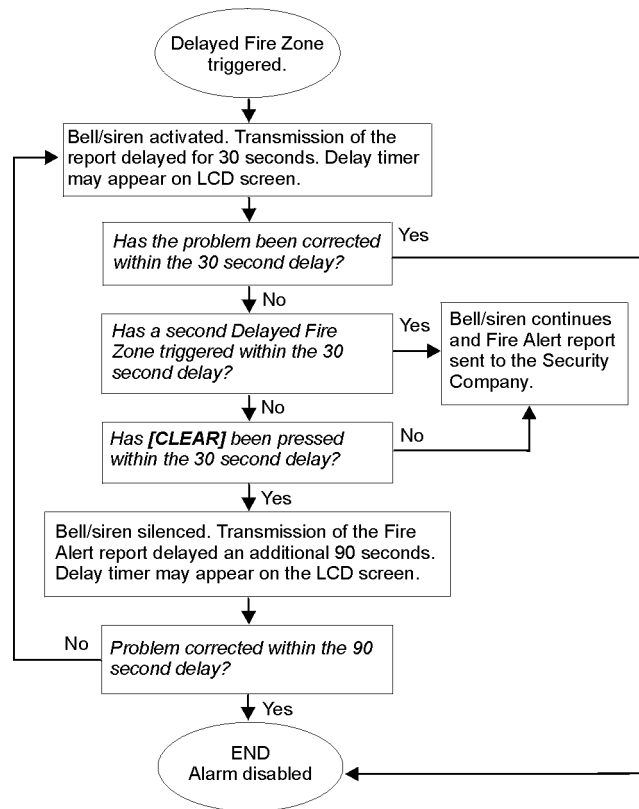 Delayed Fire Zone
triggered.
Bell/siren activated. Transmission of the
report delayed for 30 seconds. Delay timer
may appear on LCD screen.
Has the problem been corrected
within the 30 second delay?
Yes
No
Has a second Delayed Fire
Zone triggered within the 30
second delay?
Yes
Bell/siren continues
and Fire Alert report
sent to the Security
Company.
No
Has [CLEAR] been pressed
within the 30 second delay?
No
Yes
Bell/siren silenced. Transmission of the Fire
Alert report delayed an additional 90 seconds.
Delay timer may appear on the LCD screen.
No
Problem corrected within the 90
second delay?
Yes
END
Alarm disabled